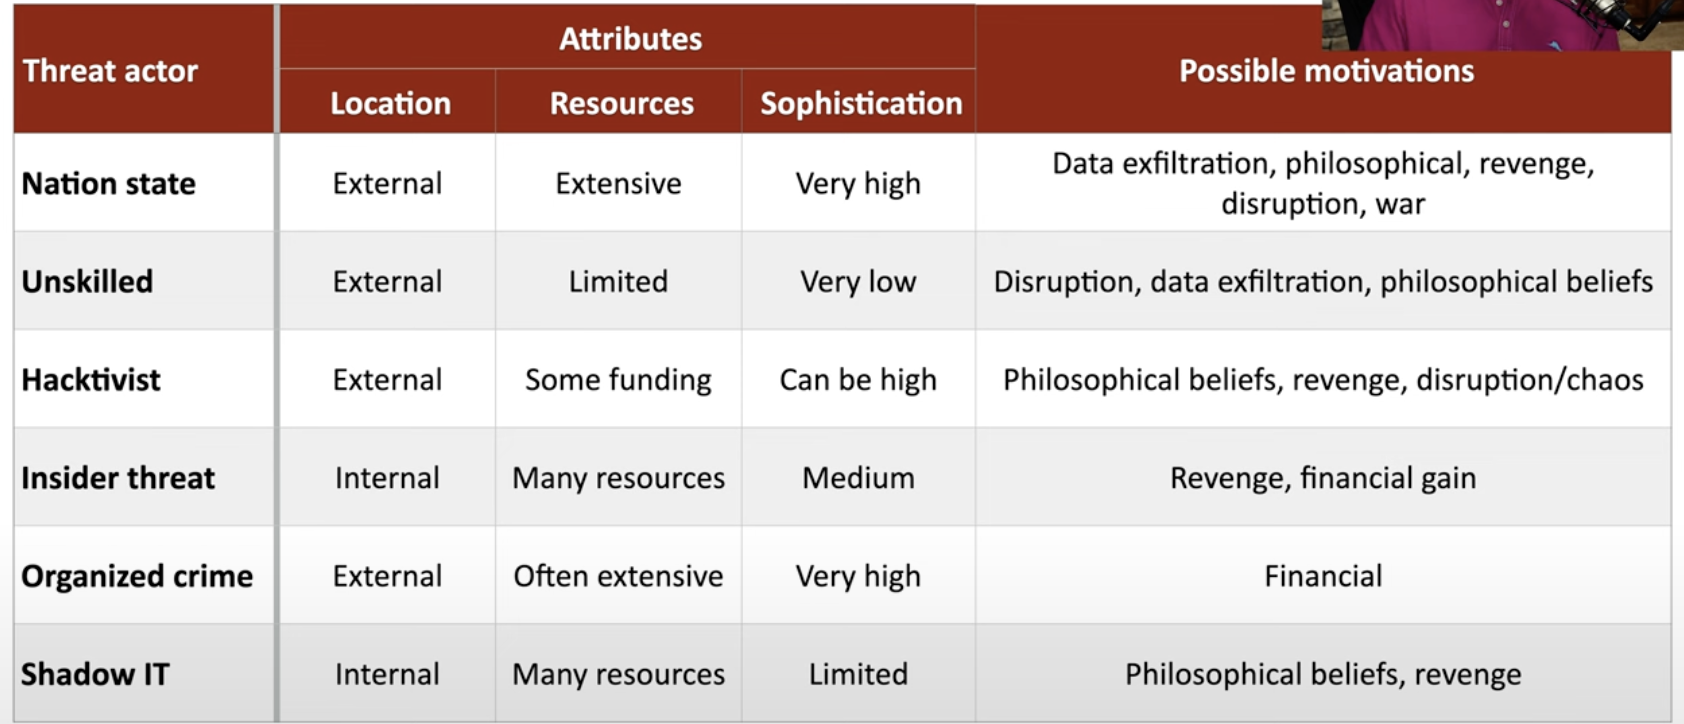 Threat actor
Attributes
Possible motivations
Location Resources Sophistication
Nation state External Extensive Very high Data exfiltration, philosophical, revenge,
disruption, war
Unskilled External Limited Very low Disruption, data exfiltration, philosophical beliefs
Hacktivist External Some funding Can be high Philosophical beliefs, revenge, disruption/chaos
Insider threat Internal Many resources Medium Revenge, financial gain
Organized crime External Often extensive Very high Financial
Shadow IT Internal Many resources Limited Philosophical beliefs, revenge